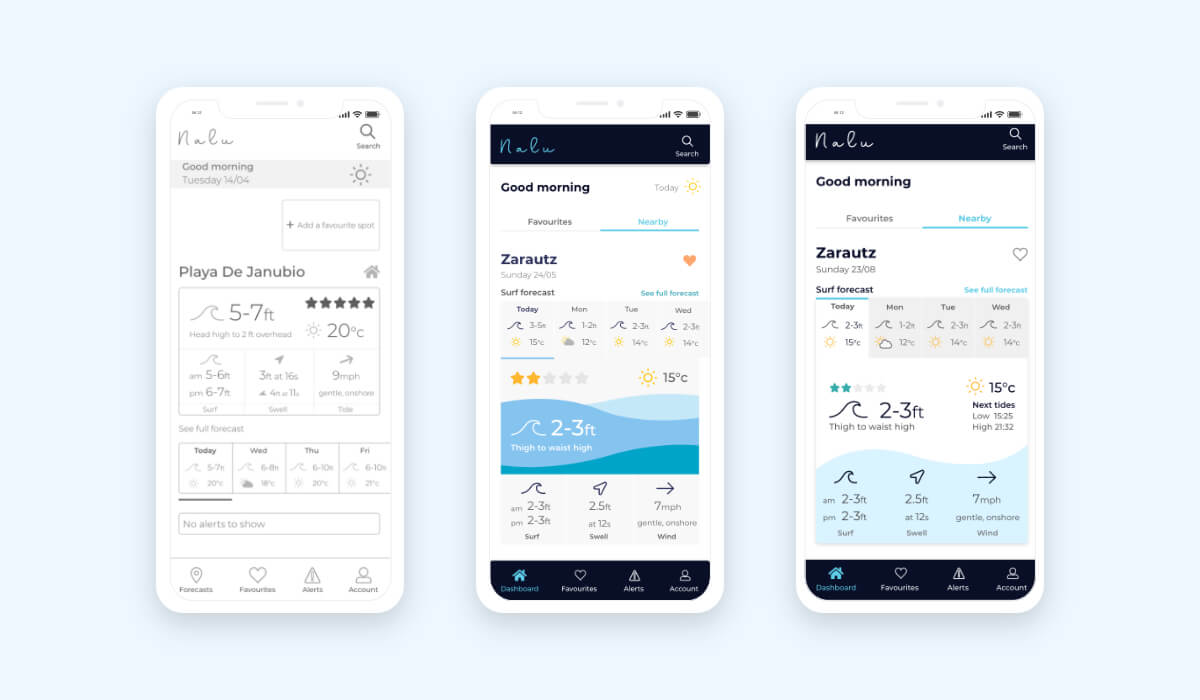 08:22
Nalu
Search
Good morning
Tuesday 14/04
+ Add a favourite spot
Playa De Janubio
5-7ft
Head high to 2 ft overhead
20°c
am 5-6ft
pm 6-7ft
Surf
3ft at 16s
4ft at 11s
Swell
9mph
gentle, onshore
Tide
See full forecast
Today Wed Thu Fri
5-7ft 6-8ft 6-10ft 6-10ft
20°c 18°c 20°c 21°c
No alerts to show
Forecasts Favourites Alerts Account
Nalu
Search
Good morning
Today
Favourites Nearby
Zarautz
Sunday 24/05
Surf forecast See full forecast
Today Mon Tue Wed
3-5ft 1-2ft 2-3ft 2-3ft
15°c 12°c 14°c 14°c
15°c
2-3ft
Thigh to waist high
am 2-3ft
pm 2-3ft
Surf
2.5ft
at 12s
Swell
7mph
gentle, onshore
Wind
Dashboard Favourites Alerts Account
Nalu
Search
Good morning
Favourites Nearby
Zarautz
Sunday 23/08
Surf forecast See full forecast
Today Mon Tue Wed
2-3ft 1-2ft 2-3ft 2-3ft
15°c 12°c 14°c 14°c
15°c
2-3ft
Thigh to waist high
Next tides
Low 15:25
High 21:32
am 2-3ft
pm 2-3ft
Surf
2.5ft
at 12s
Swell
7mph
gentle, onshore
Wind
Dashboard Favourites Alerts Account